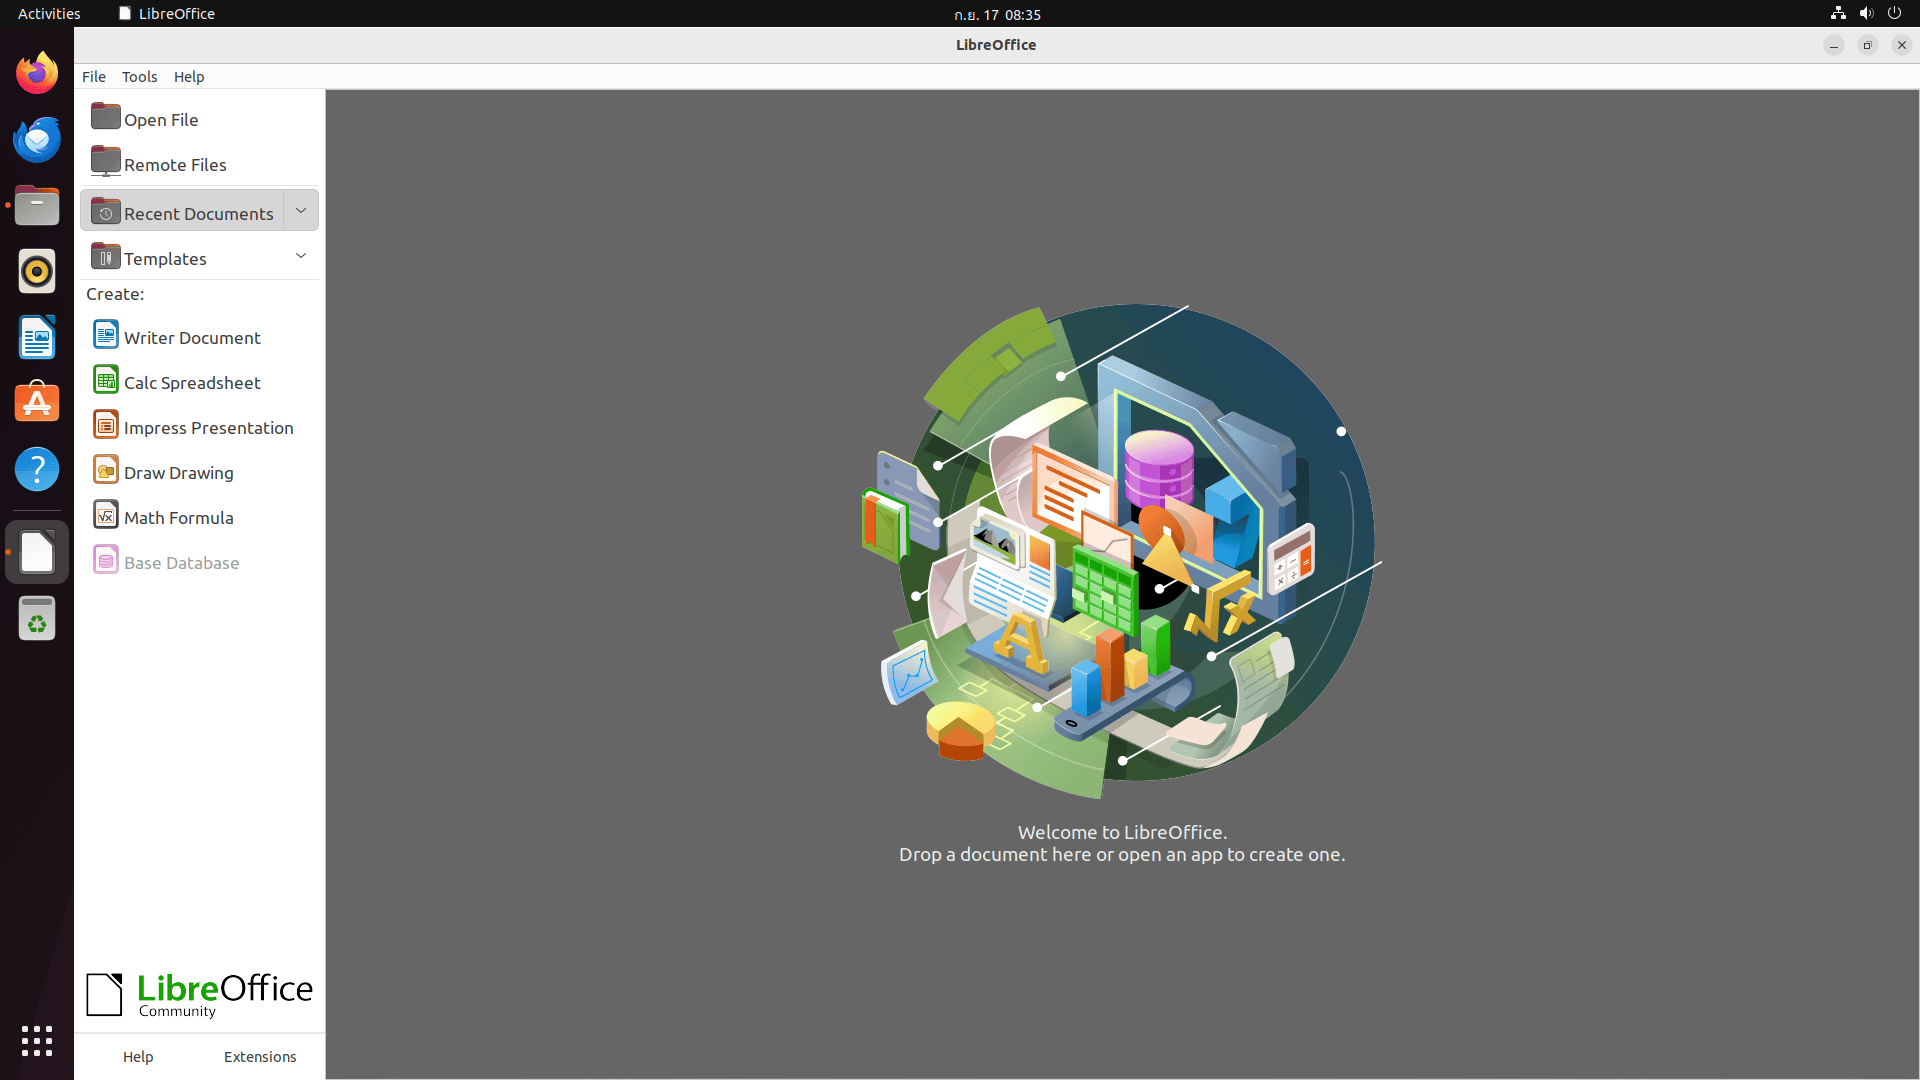 Activities
LibreOffice
ก.ย. 17 08:35
LibreOffice
File
Tools
Help
Open File
Remote Files
Recent Documents
Templates
Create:
Writer Document
Calc Spreadsheet
Impress Presentation
Draw Drawing
Math Formula
Base Database
Welcome to LibreOffice.
Drop a document here or open an app to create one.
LibreOffice
Community
Help
Extensions